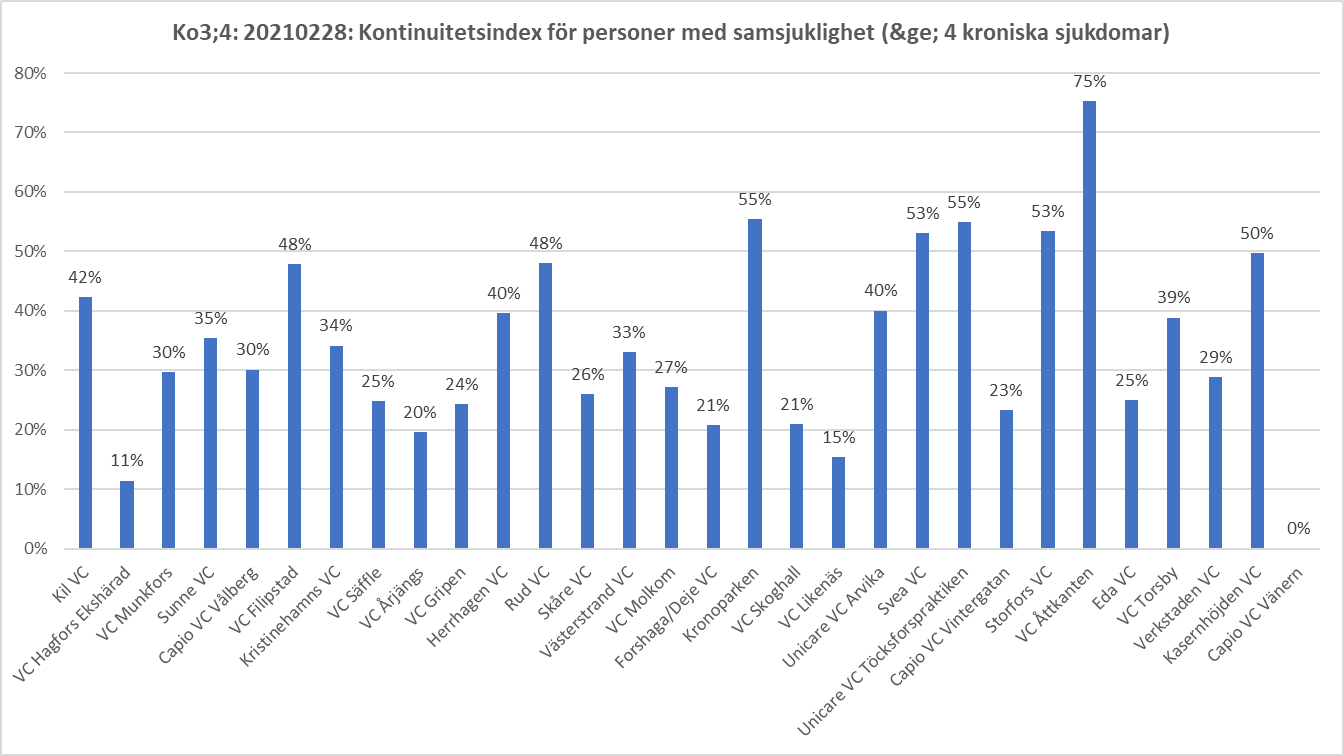 Ko3;4: 20210228: Kontinuitetsindex för personer med samsjuklighet (&ge; 4 kroniska sjukdomar)
80%
70%
60%
50%
40%
30%
20%
10%
0%
42%
11%
30%
35%
30%
48%
34%
25%
20%
24%
40%
48%
26%
33%
27%
21%
55%
21%
15%
40%
53%
55%
23%
53%
75%
25%
39%
29%
50%
0%
Kil VC
VC Hagfors Ekshärad
VC Munkfors
Sunne VC
Capio VC Vålberg
VC Filipstad
Kristinehamns VC
VC Säffle
VC Årjängs
VC Gripen
Herrhagen VC
Rud VC
Skåre VC
Västerstrand VC
VC Molkom
Forshaga/Deje VC
Kronoparken
VC Skoghall
VC Likenäs
Unicare VC Arvika
Svea VC
Unicare VC Töcksforspraktiken
Capio VC Vintergatan
Storfors VC
VC Åttkanten
Eda VC
VC Torsby
Verkstaden VC
Kasernhöjden VC
Capio VC Vänern